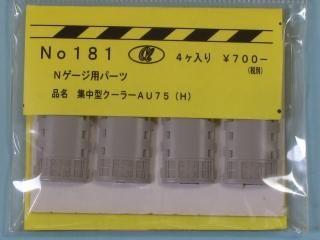 No181 α 4ケ入り ¥700-
(税別)
Nゲージ用パーツ
品名 集中型クーラーAU75(H)